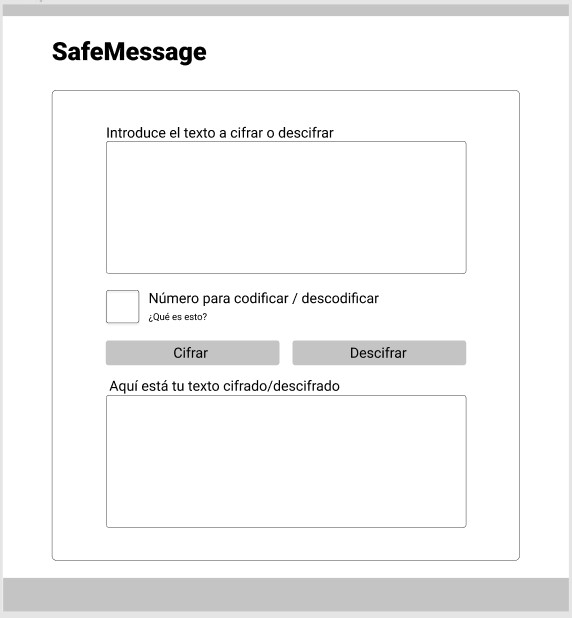 SafeMessage
Introduce el texto a cifrar o descifrar
Número para codificar / descodificar
¿Qué es esto?
Cifrar
Descifrar
Aquí está tu texto cifrado/descifrado